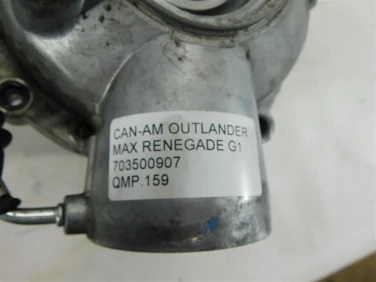 CAN-AM OUTLANDER
MAX RENEGADE G1
703500907
QMP.159